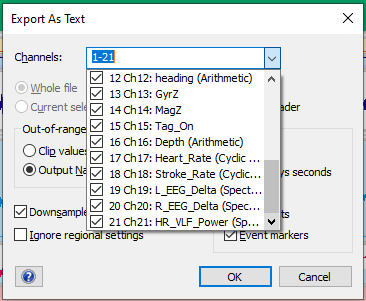 Export As Text
Channels:
1-21
12 Ch12: heading (Arithmetic)
13 Ch13: GyrZ
14 Ch14: MagZ
15 Ch15: Tag_On
16 Ch16: Depth (Arithmetic)
17 Ch17: Heart_Rate (Cyclic ...
18 Ch18: Stroke_Rate (Cyclic...
19 Ch19: L_EEG_Delta (Spect...
20 Ch20: R_EEG_Delta (Spec...
21 Ch21: HR_VLF_Power (Sp...
Whole file
Current selec
ader
Out-of-range
Clip values
ys seconds
Output Na
Downsample
ts
Ignore regional settings
Event markers
?
OK
Cancel